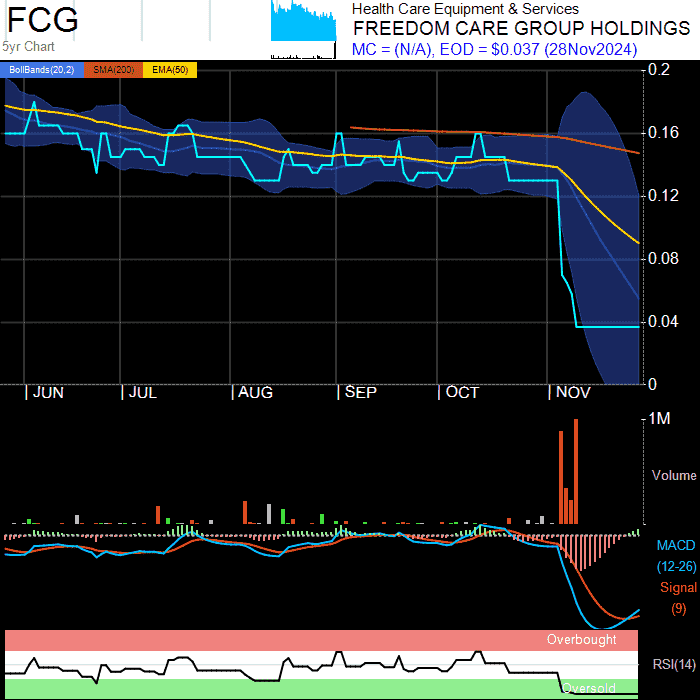 FCG
5yr Chart
Health Care Equipment & Services
FREEDOM CARE GROUP HOLDINGS
MC = (N/A), EOD = $0.037 (28Nov2024)
BollBands(20,2) SMA(200) EMA(50)
0.2
0.16
0.12
0.08
0.04
0
JUN JUL AUG SEP OCT NOV
1M
Volume
MACD
(12-26)
Signal
(9)
Overbought
RSI(14)
Oversold